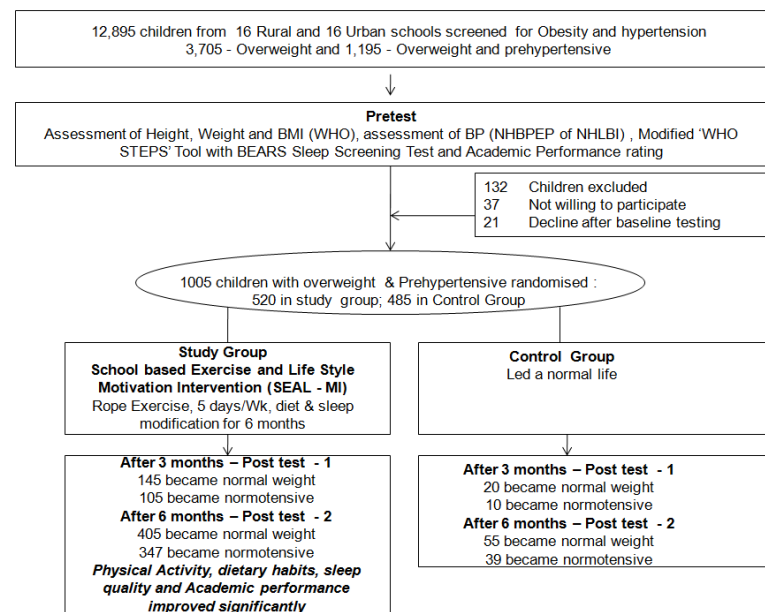 12,895 children from 16 Rural and 16 Urban schools screened for Obesity and hypertension
3,705 - Overweight and 1,195 - Overweight and prehypertensive
Pretest
Assessment of Height, Weight and BMI (WHO), assessment of BP (NHBPEP of NHLBI) , Modified ‘WHO
STEPS’ Tool with BEARS Sleep Screening Test and Academic Performance rating
132 Children excluded
37 Not willing to participate
21 Decline after baseline testing
1005 children with overweight & Prehypertensive randomised :
520 in study group; 485 in Control Group
Study Group
School based Exercise and Life Style
Motivation Intervention (SEAL - MI)
Rope Exercise, 5 days/Wk, diet & sleep
modification for 6 months
Control Group
Led a normal life
After 3 months – Post test - 1
145 became normal weight
105 became normotensive
After 6 months – Post test - 2
405 became normal weight
347 became normotensive
Physical Activity, dietary habits, sleep
quality and Academic performance
improved significantly
After 3 months – Post test - 1
20 became normal weight
10 became normotensive
After 6 months – Post test - 2
55 became normal weight
39 became normotensive